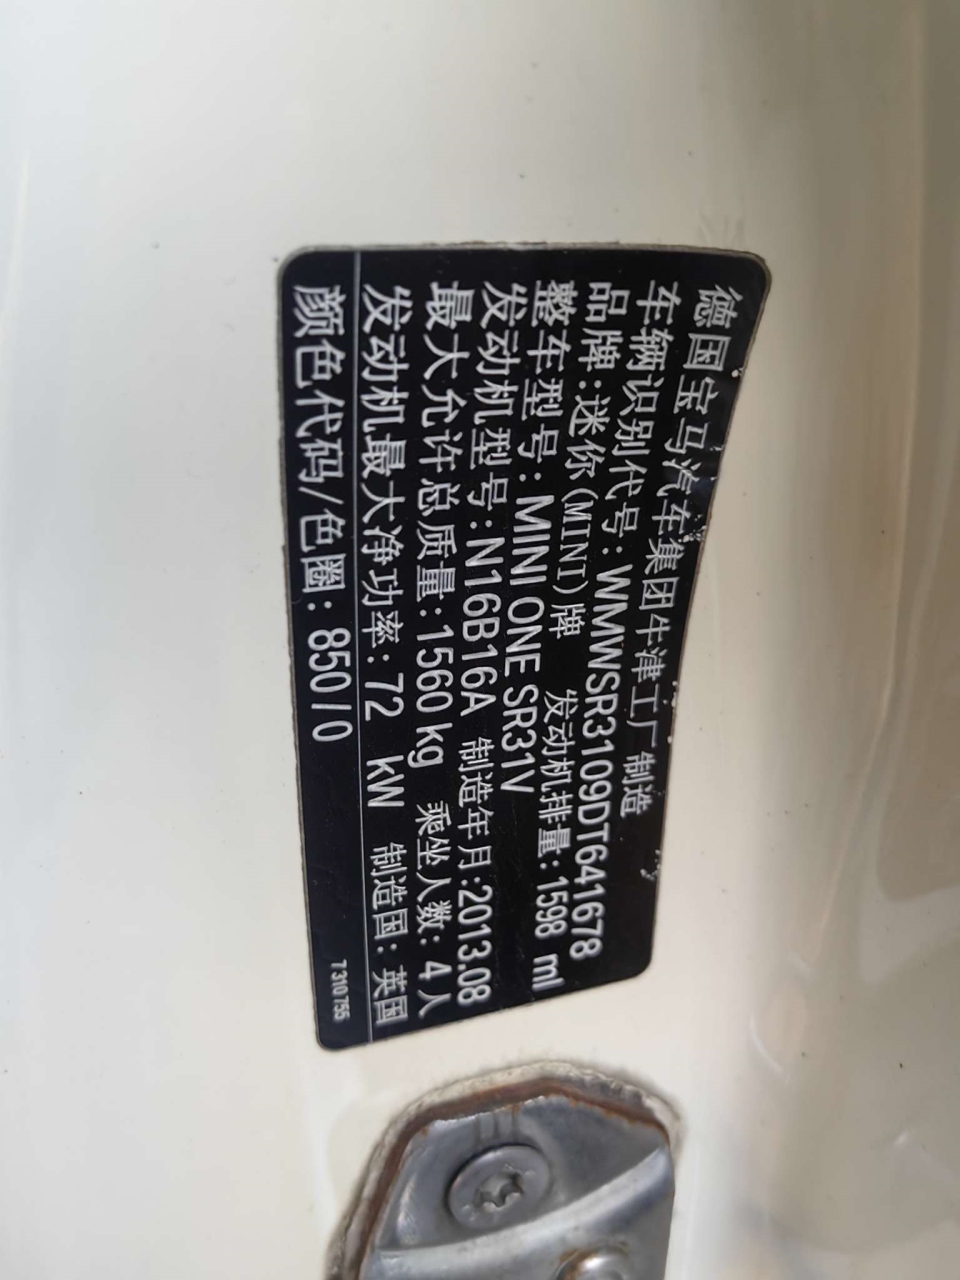 德国宝马汽车集团牛津工厂 制造
车辆识别代号:WMWSR3109DT641678
品牌:迷你(MINI)牌 发动机排量:1598 ml
整车型号:MINI ONE SR31V
发动机型号:N16B16A 制造年月:2013.08
最大允许总质量:1560 kg 乘坐人数:4人
发动机最大净功率:72 kW 制造国:英国
颜色代码/色圈:850/0 7310755